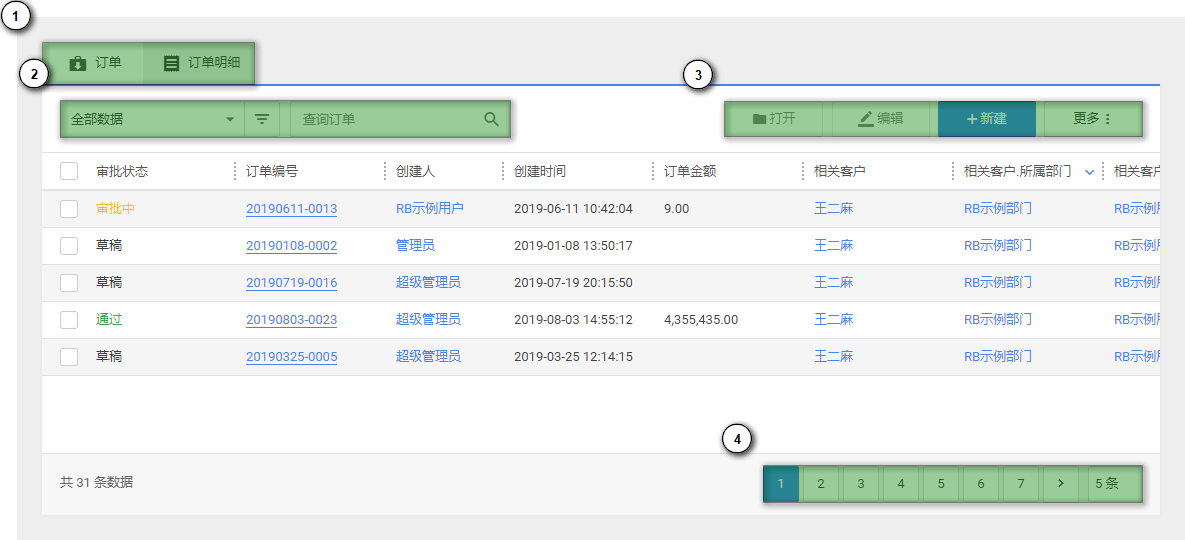 1
订单 订单明细
2 3
全部数据 查询订单 打开 编辑 +新建 更多
审批状态 订单编号 创建人 创建时间 订单金额 相关客户 相关客户.所属部门 相关客户
审批中 20190611-0013 RB示例用户 2019-06-11 10:42:04 9.00 王二麻 RB示例部门 RB示例用
草稿 20190108-0002 管理员 2019-01-08 13:50:17 王二麻 RB示例部门 RB示例用
草稿 20190719-0016 超级管理员 2019-07-19 20:15:50 王二麻 RB示例部门 RB示例用
通过 20190803-0023 超级管理员 2019-08-03 14:55:12 4,355,435.00 王二麻 RB示例部门 RB示例用
草稿 20190325-0005 超级管理员 2019-03-25 12:14:15 王二麻 RB示例部门 RB示例用
4
共 31 条数据 1 2 3 4 5 6 7 > 5 条